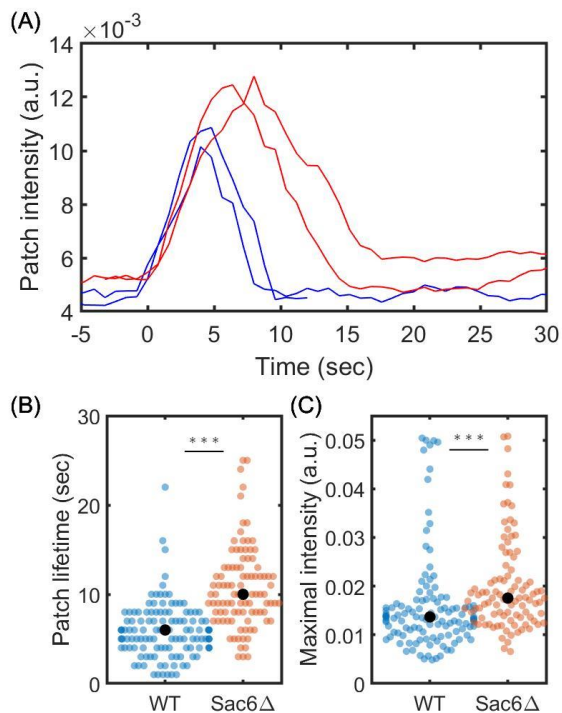 (A)
×10⁻³
14
12
10
8
6
4
Patch intensity (a.u.)
-5 0 5 10 15 20 25 30
Time (sec)
(B)
30
20
10
0
Patch lifetime (sec)
***
WT Sac6Δ
(C)
0.05
0.04
0.03
0.02
0.01
0
Maximal intensity (a.u.)
***
WT Sac6Δ